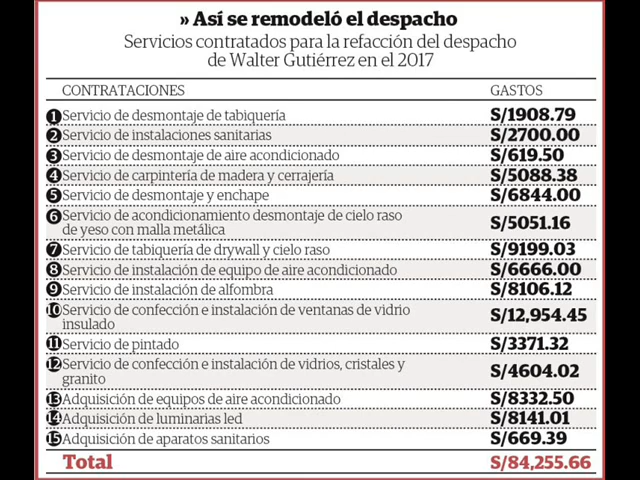 » Así se remodeló el despacho
Servicios contratados para la refacción del despacho
de Walter Gutiérrez en el 2017
CONTRATACIONES GASTOS
1 Servicio de desmontaje de tabiquería S/1908.79
2 Servicio de instalaciones sanitarias S/2700.00
3 Servicio de desmontaje de aire acondicionado S/619.50
4 Servicio de carpintería de madera y cerrajería S/5088.38
5 Servicio de desmontaje y enchape S/6844.00
6 Servicio de acondicionamiento desmontaje de cielo raso
de yeso con malla metálica S/5051.16
7 Servicio de tabiquería de drywall y cielo raso S/9199.03
8 Servicio de instalación de equipo de aire acondicionado S/6666.00
9 Servicio de instalación de alfombra S/8106.12
10 Servicio de confección e instalación de ventanas de vidrio
insulado S/12,954.45
11 Servicio de pintado S/3371.32
12 Servicio de confección e instalación de vidrios, cristales y
granito S/4604.02
13 Adquisición de equipos de aire acondicionado S/8332.50
14 Adquisición de luminarias led S/8141.01
15 Adquisición de aparatos sanitarios S/669.39
Total S/84,255.66